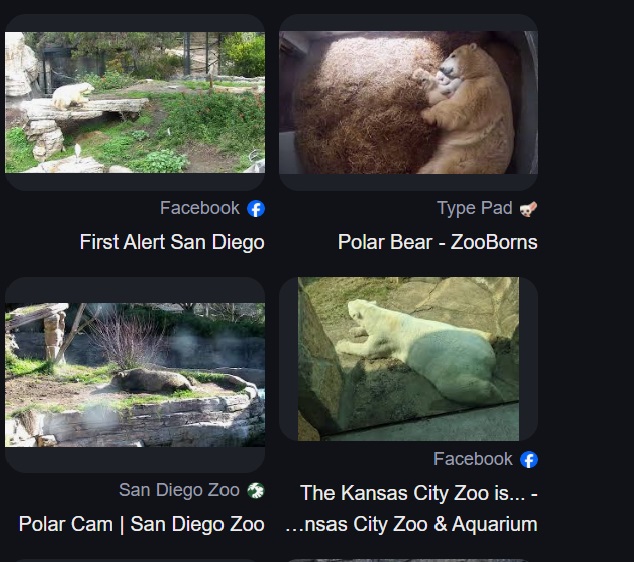 Facebook
First Alert San Diego
Type Pad
Polar Bear - ZooBorns
San Diego Zoo
Polar Cam | San Diego Zoo
Facebook
The Kansas City Zoo is... -
...nsas City Zoo & Aquarium